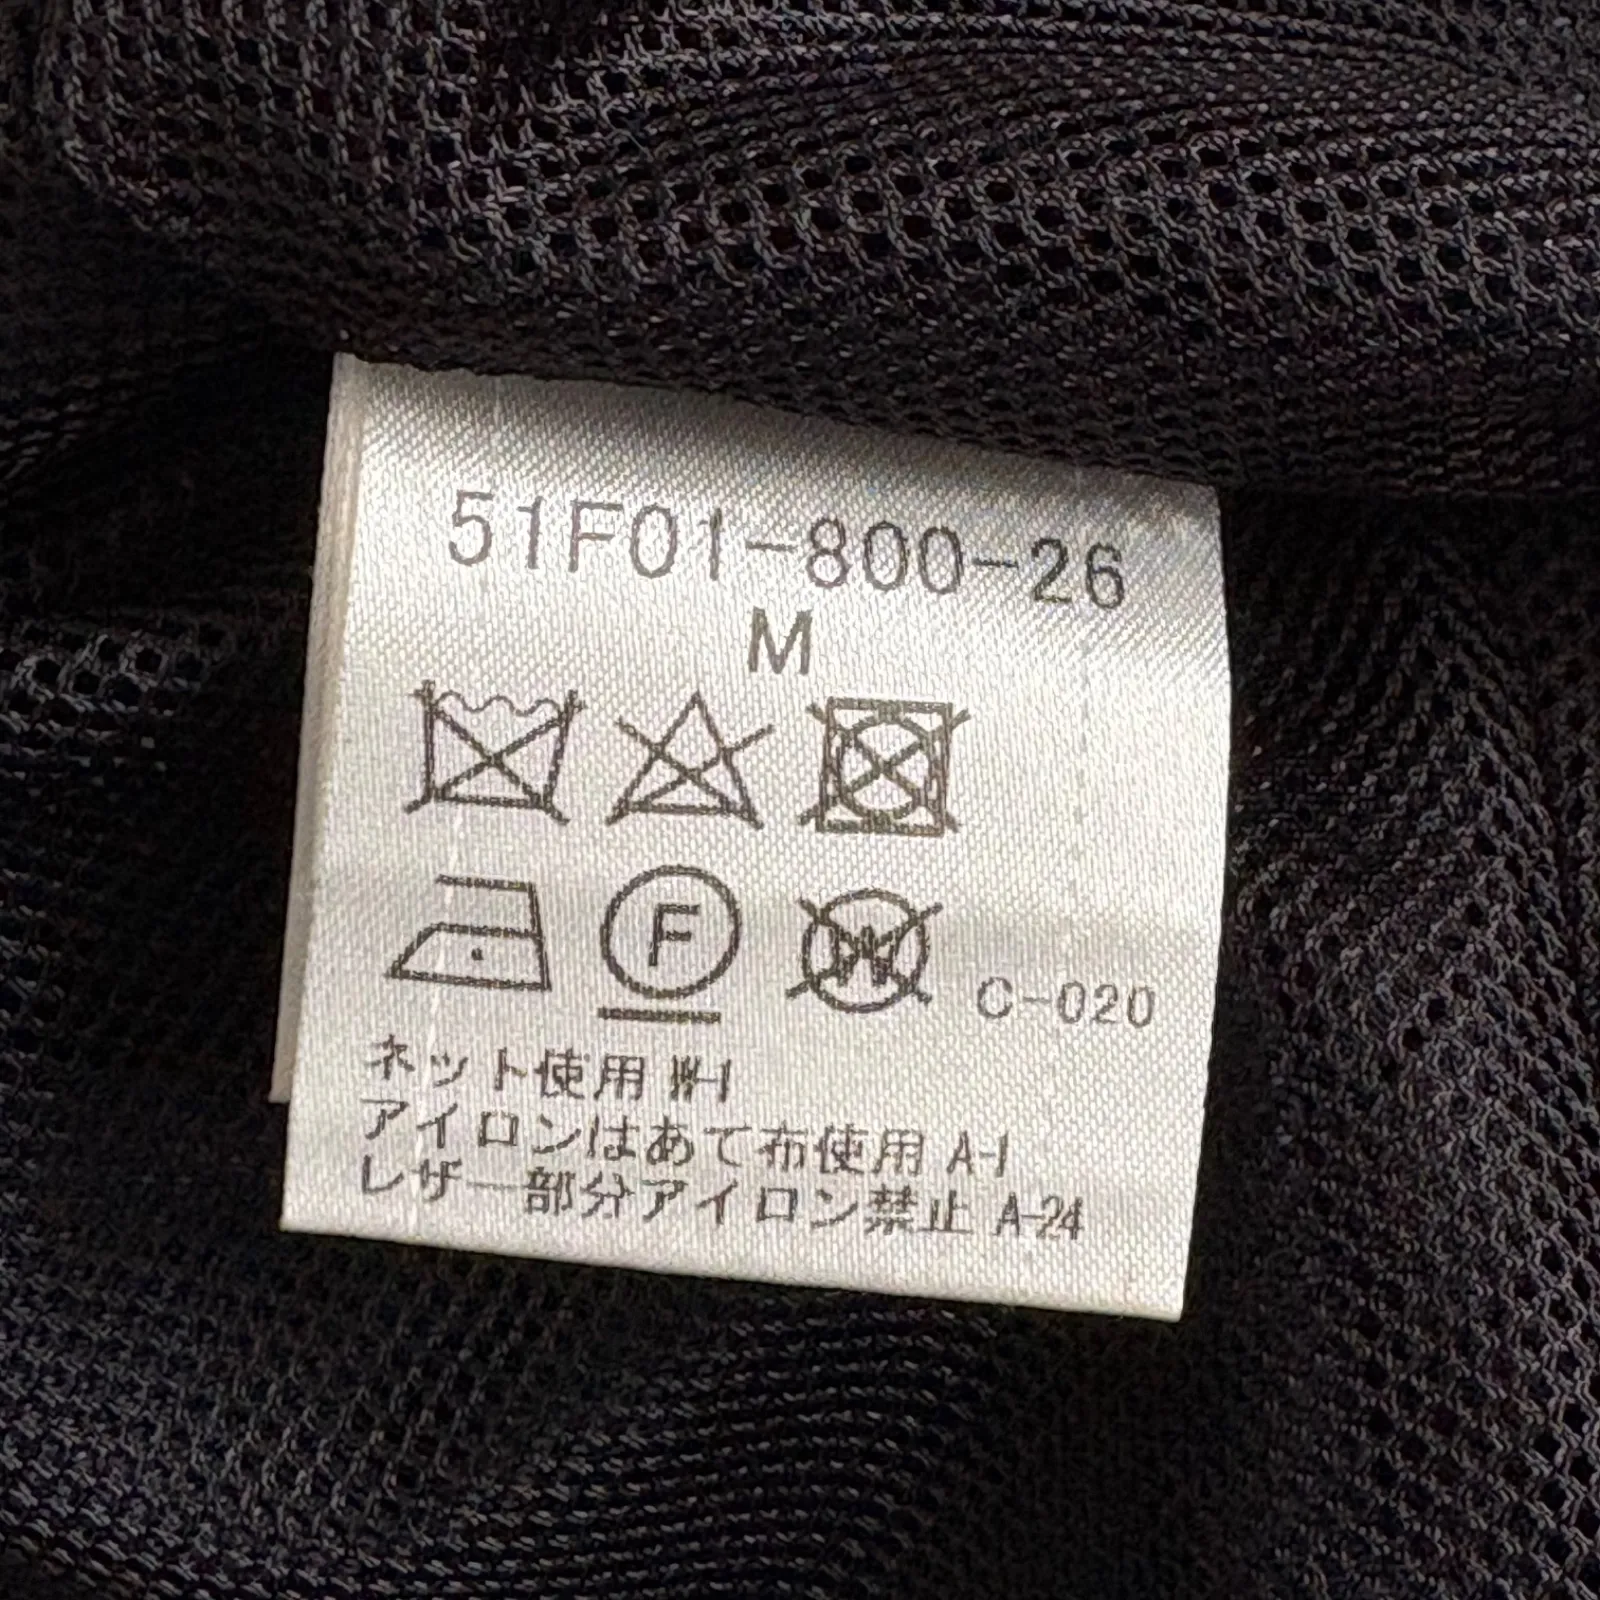 51F01-800-26
M
F
W
C-020
ネット使用 W-1
アイロンはあて布使用 A-1
レザー部分アイロン禁止 A-24